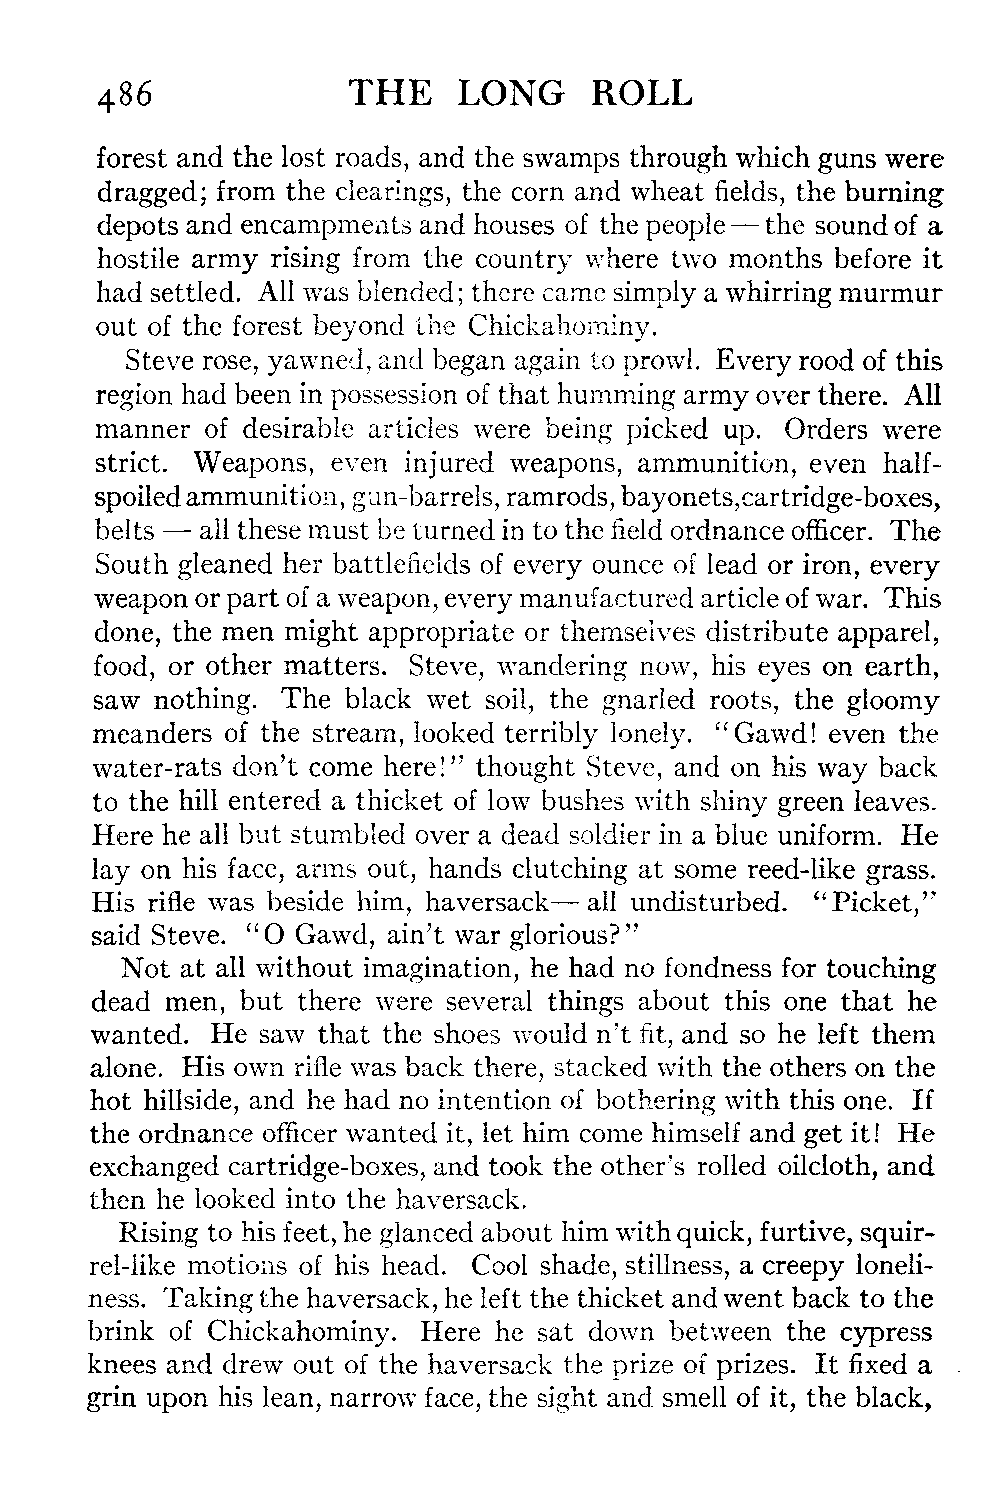 486 THE LONG ROLL
forest and the lost roads, and the swamps through which guns were
dragged; from the clearings, the corn and wheat fields, the burning
depots and encampments and houses of the people — the sound of a
hostile army rising from the country where two months before it
had settled. All was blended; there came simply a whirring murmur
out of the forest beyond the Chickahominy.
Steve rose, yawned, and began again to prowl. Every rood of this
region had been in possession of that humming army over there. All
manner of desirable articles were being picked up. Orders were
strict. Weapons, even injured weapons, ammunition, even half-
spoiled ammunition, gun-barrels, ramrods, bayonets, cartridge-boxes,
belts — all these must be turned in to the field ordnance officer. The
South gleaned her battlefields of every ounce of lead or iron, every
weapon or part of a weapon, every manufactured article of war. This
done, the men might appropriate or themselves distribute apparel,
food, or other matters. Steve, wandering now, his eyes on earth,
saw nothing. The black wet soil, the gnarled roots, the gloomy
meanders of the stream, looked terribly lonely. "Gawd! even the
water-rats don't come here!" thought Steve, and on his way back
to the hill entered a thicket of low bushes with shiny green leaves.
Here he all but stumbled over a dead soldier in a blue uniform. He
lay on his face, arms out, hands clutching at some reed-like grass.
His rifle was beside him, haversack — all undisturbed. "Picket,"
said Steve. "O Gawd, ain't war glorious?"
Not at all without imagination, he had no fondness for touching
dead men, but there were several things about this one that he
wanted. He saw that the shoes would n't fit, and so he left them
alone. His own rifle was back there, stacked with the others on the
hot hillside, and he had no intention of bothering with this one. If
the ordnance officer wanted it, let him come himself and get it! He
exchanged cartridge-boxes, and took the other's rolled oilcloth, and
then he looked into the haversack.
Rising to his feet, he glanced about him with quick, furtive, squir-
rel-like motions of his head. Cool shade, stillness, a creepy loneli-
ness. Taking the haversack, he left the thicket and went back to the
brink of Chickahominy. Here he sat down between the cypress
knees and drew out of the haversack the prize of prizes. It fixed a
grin upon his lean, narrow face, the sight and smell of it, the black,